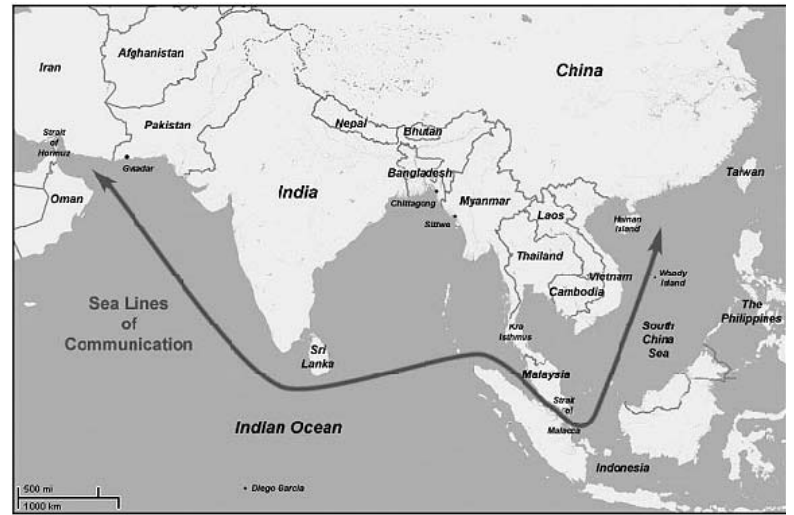 Afghanistan
Iran
China
Pakistan
Strait
of
Hormuz
Nepal
Bhutan
Gwadar
Taiwan
Oman
India
Bangladesh
Chittagong
Myanmar
Sittwe
Laos
Hainan
Island
Thailand
Vietnam
Woody
Island
Cambodia
Sea Lines
of
Communication
The
Philippines
Kra
Isthmus
South
China
Sea
Sri
Lanka
Malaysia
Strait
of
Malacca
Indian Ocean
Indonesia
Diego Garcia
500 mi
1000 km